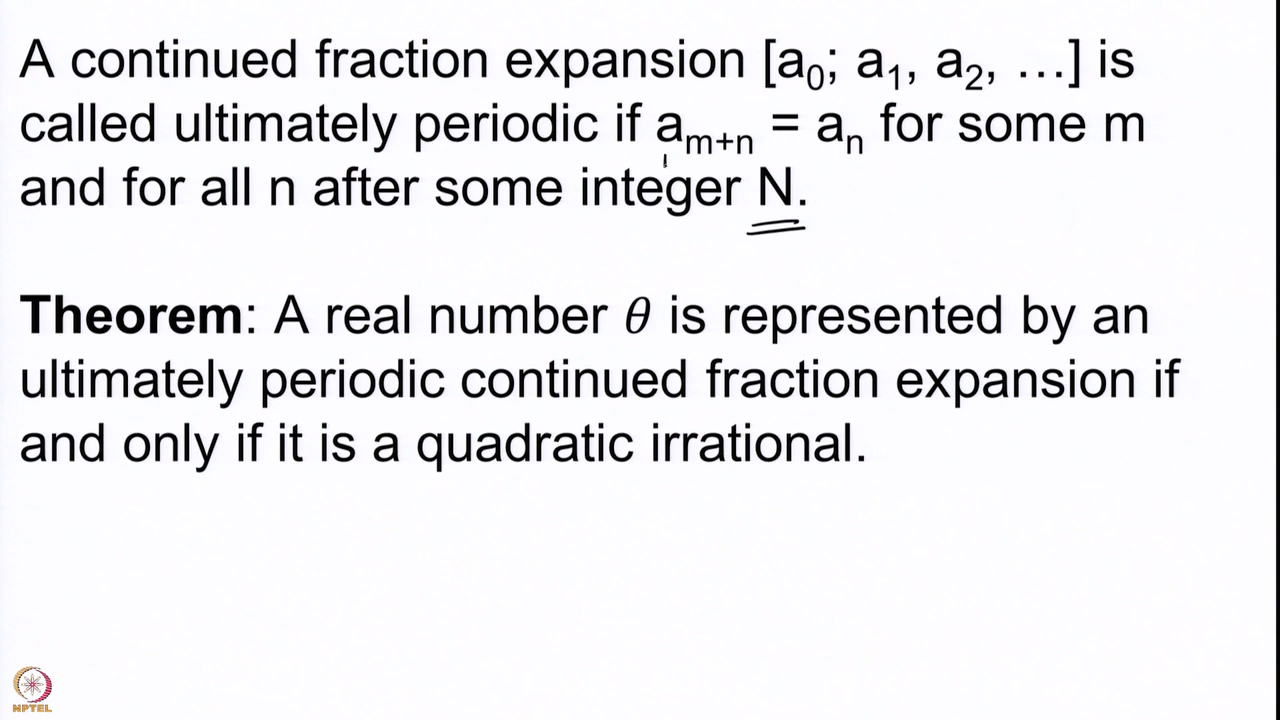 A continued fraction expansion [a₀; a₁, a₂, …] is
called ultimately periodic if aₘ₊ₙ = aₙ for some m
and for all n after some integer N.
Theorem: A real number θ is represented by an
ultimately periodic continued fraction expansion if
and only if it is a quadratic irrational.
NPTEL